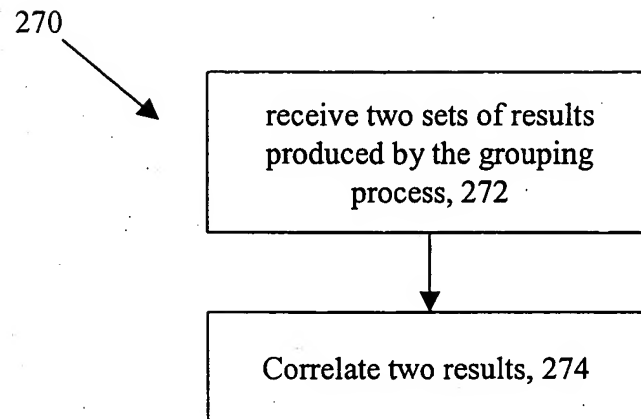 270
receive two sets of results
produced by the grouping
process, 272
Correlate two results, 274